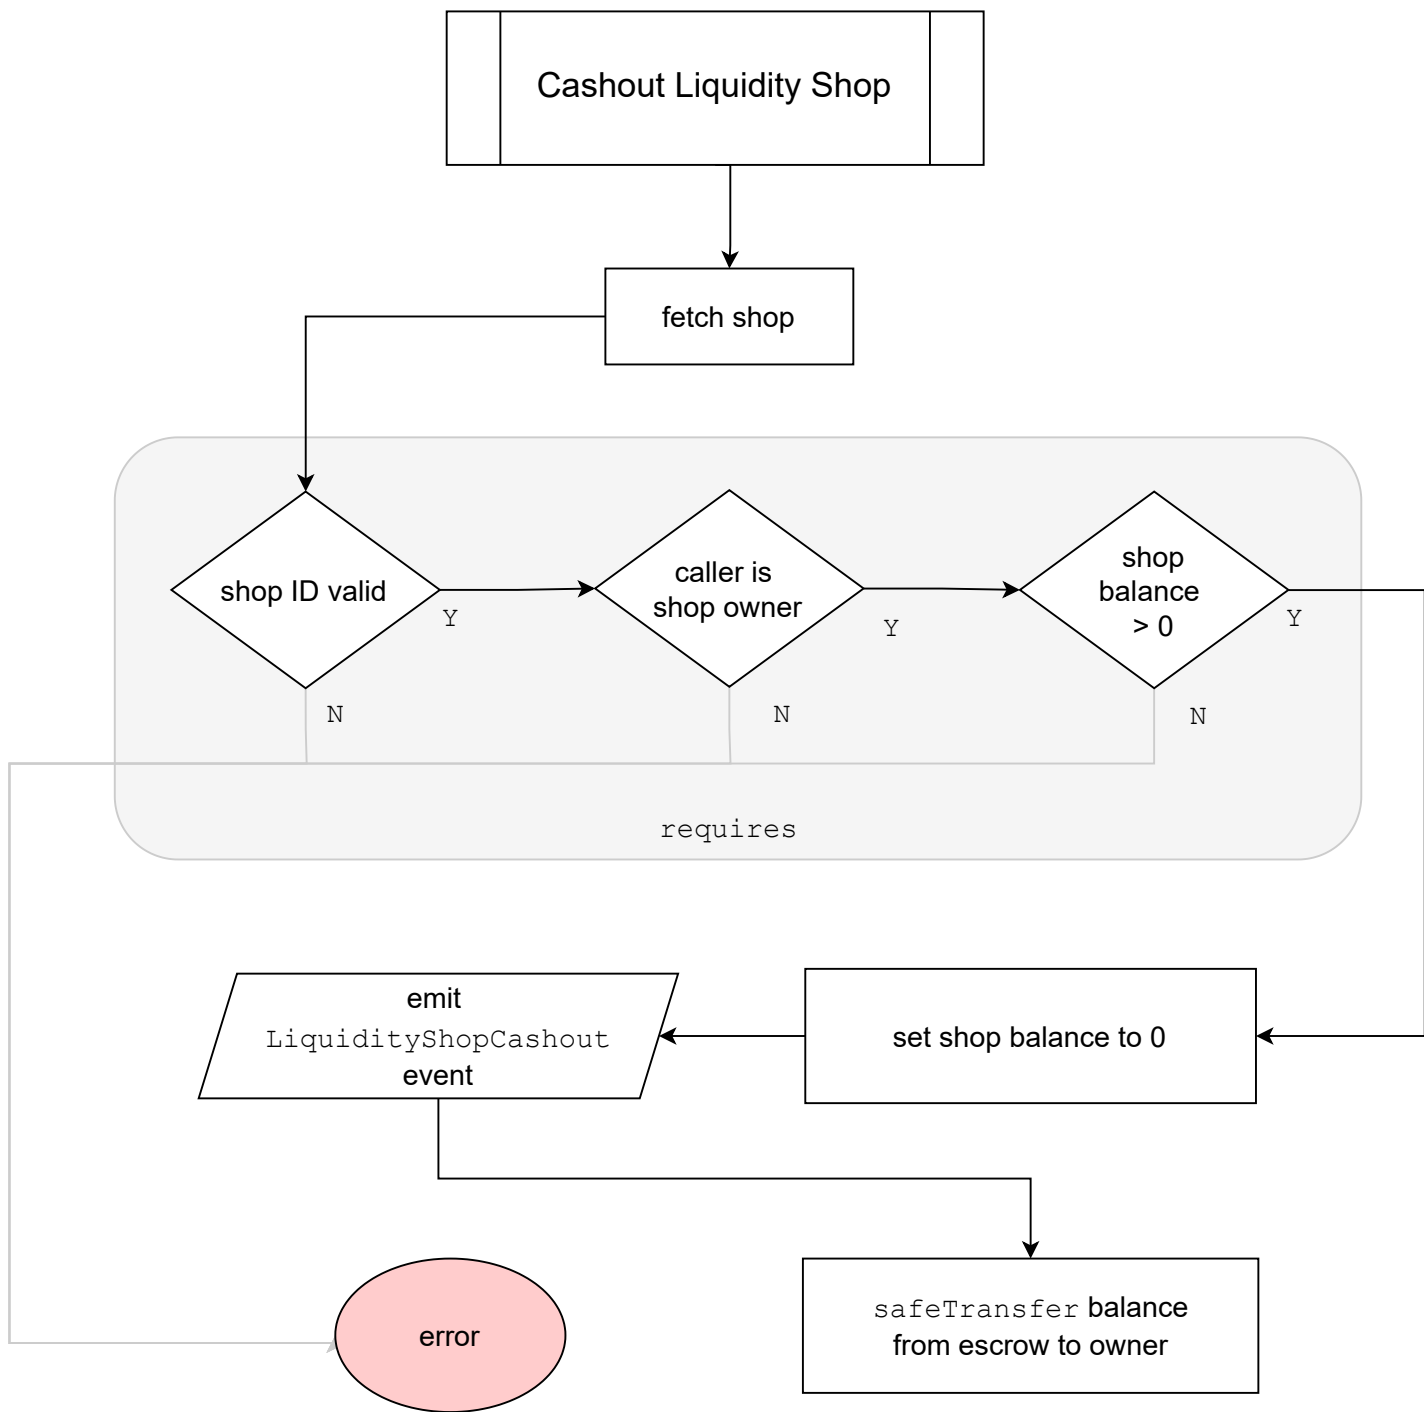 Cashout Liquidity Shop
fetch shop
shop ID valid
Y
N
caller is
shop owner
Y
N
shop
balance
> 0
Y
N
requires
set shop balance to 0
emit
LiquidityShopCashout
event
safeTransfer balance
from escrow to owner
error